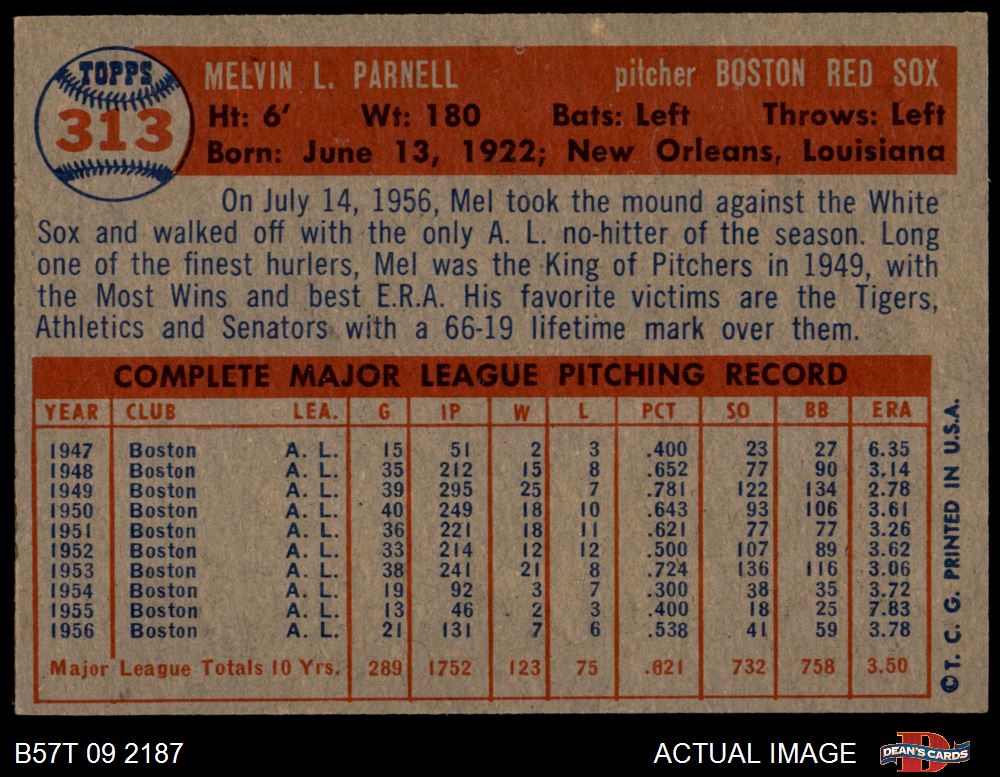 TOPPS
313
MELVIN L. PARNELL pitcher BOSTON RED SOX
Ht: 6' Wt: 180 Bats: Left Throws: Left
Born: June 13, 1922; New Orleans, Louisiana
On July 14, 1956, Mel took the mound against the White
Sox and walked off with the only A. L. no-hitter of the season. Long
one of the finest hurlers, Mel was the King of Pitchers in 1949, with
the Most Wins and best E.R.A. His favorite victims are the Tigers,
Athletics and Senators with a 66-19 lifetime mark over them.
COMPLETE MAJOR LEAGUE PITCHING RECORD
YEAR CLUB LEA. G IP W L PCT SO BB ERA
1947 Boston A. L. 15 51 2 3 .400 23 27 6.35
1948 Boston A. L. 35 212 15 8 .652 77 90 3.14
1949 Boston A. L. 39 295 25 7 .781 122 134 2.78
1950 Boston A. L. 40 249 18 10 .643 93 106 3.61
1951 Boston A. L. 36 221 18 11 .621 77 77 3.26
1952 Boston A. L. 33 214 12 12 .500 107 89 3.62
1953 Boston A. L. 38 241 21 8 .724 136 116 3.06
1954 Boston A. L. 19 92 3 7 .300 38 35 3.72
1955 Boston A. L. 13 46 2 3 .400 18 25 7.83
1956 Boston A. L. 21 131 7 6 .538 41 59 3.78
Major League Totals 10 Yrs. 289 1752 123 75 .621 732 758 3.50
©T. C. G. PRINTED IN U.S.A.
B57T 09 2187 ACTUAL IMAGE
DEAN'S CARDS